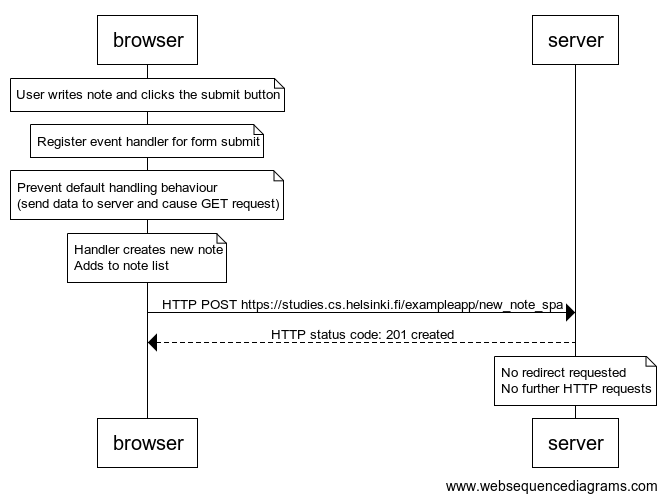 browser
server
User writes note and clicks the submit button
Register event handler for form submit
Prevent default handling behaviour
(send data to server and cause GET request)
Handler creates new note
Adds to note list
HTTP POST https://studies.cs.helsinki.fi/exampleapp/new_note_spa
HTTP status code: 201 created
No redirect requested
No further HTTP requests
browser
server
www.websequencediagrams.com